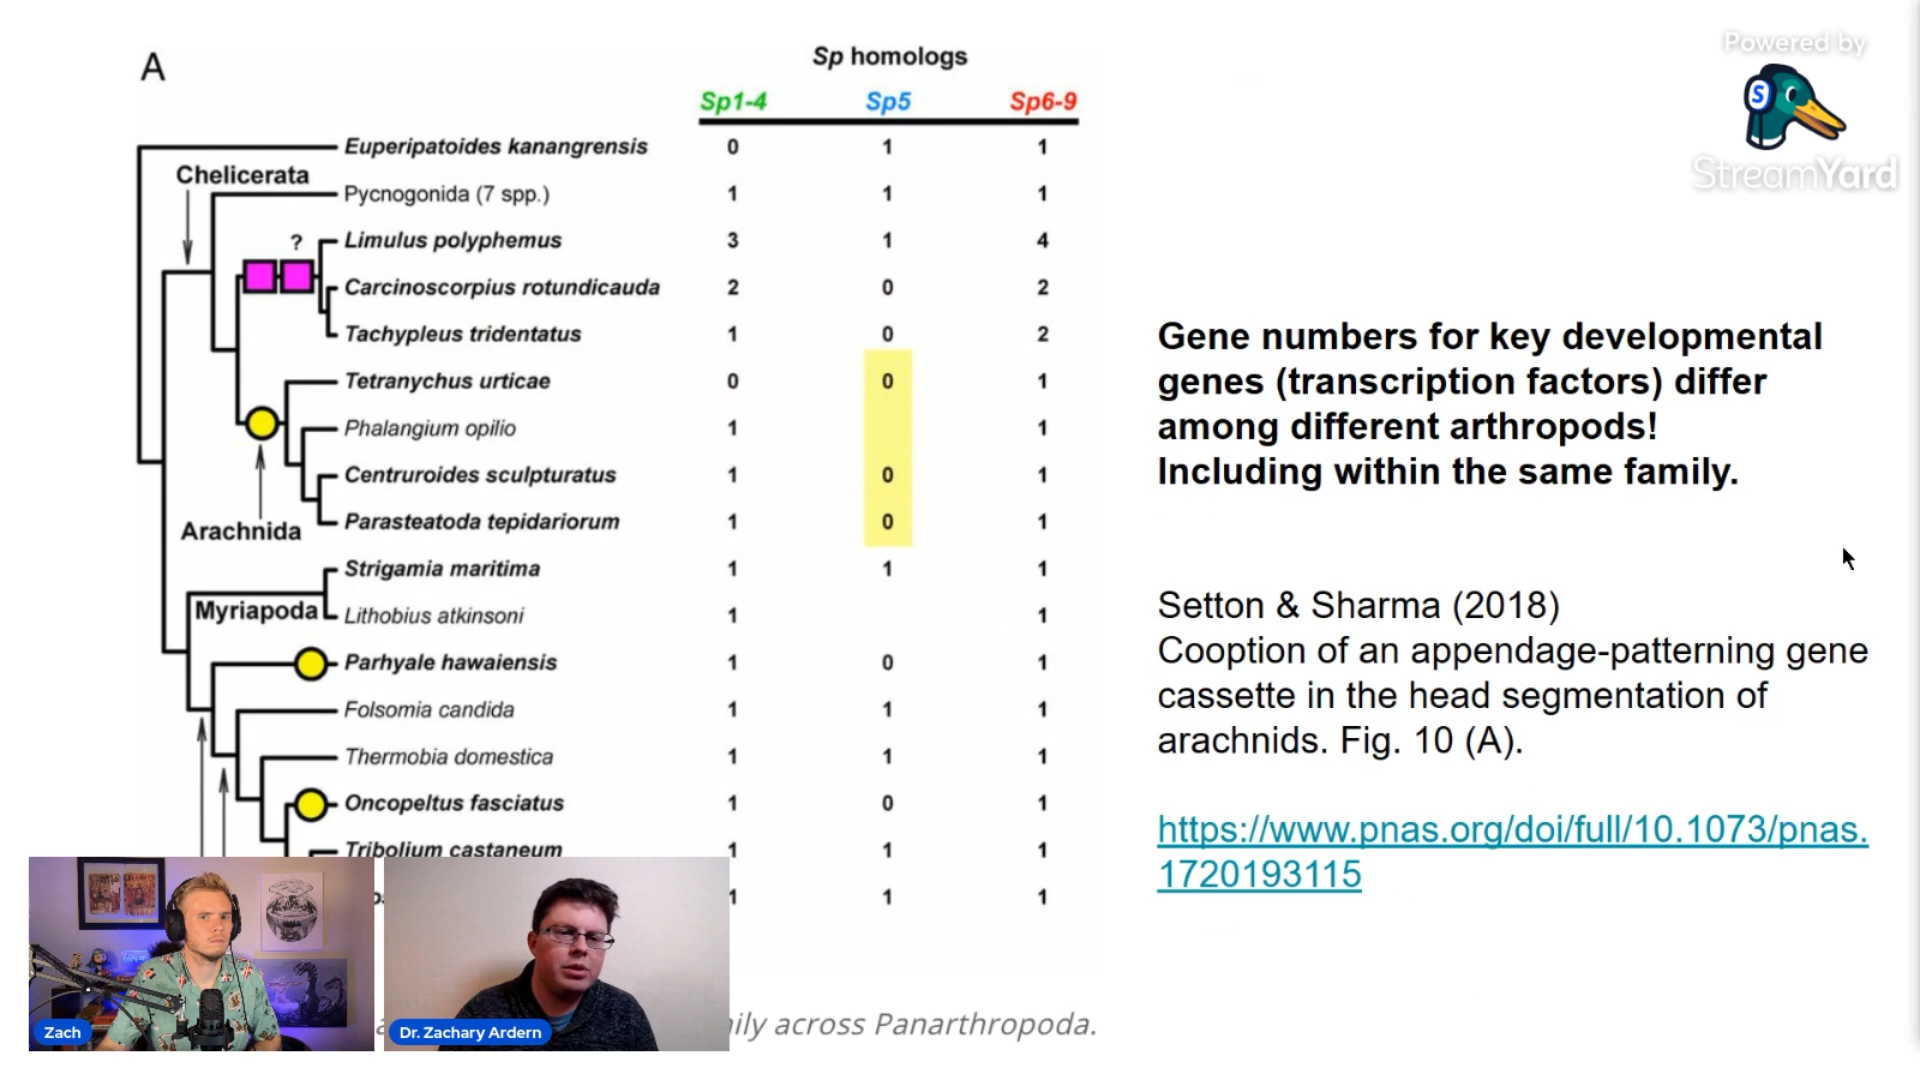 A
Sp homologs
Sp1-4 Sp5 Sp6-9
Euperipatoides kanangrensis 0 1 1
Chelicerata
Pycnogonida (7 spp.) 1 1 1
?
Limulus polyphemus 3 1 4
Carcinoscorpius rotundicauda 2 0 2
Tachypleus tridentatus 1 0 2
Tetranychus urticae 0 0 1
Phalangium opilio 1 1
Centruroides sculpturatus 1 0 1
Parasteatoda tepidariorum 1 0 1
Arachnida
Strigamia maritima 1 1 1
Myriapoda
Lithobius atkinsoni 1 1
Parhyale hawaiensis 1 0 1
Folsomia candida 1 1 1
Thermobia domestica 1 1 1
Oncopeltus fasciatus 1 0 1
Tribolium castaneum 1 1 1
1 1 1
across Panarthropoda.
Powered by
S
StreamYard
Gene numbers for key developmental
genes (transcription factors) differ
among different arthropods!
Including within the same family.
Setton & Sharma (2018)
Cooption of an appendage-patterning gene
cassette in the head segmentation of
arachnids. Fig. 10 (A).
https://www.pnas.org/doi/full/10.1073/pnas.
1720193115
Zach
Dr. Zachary Ardern